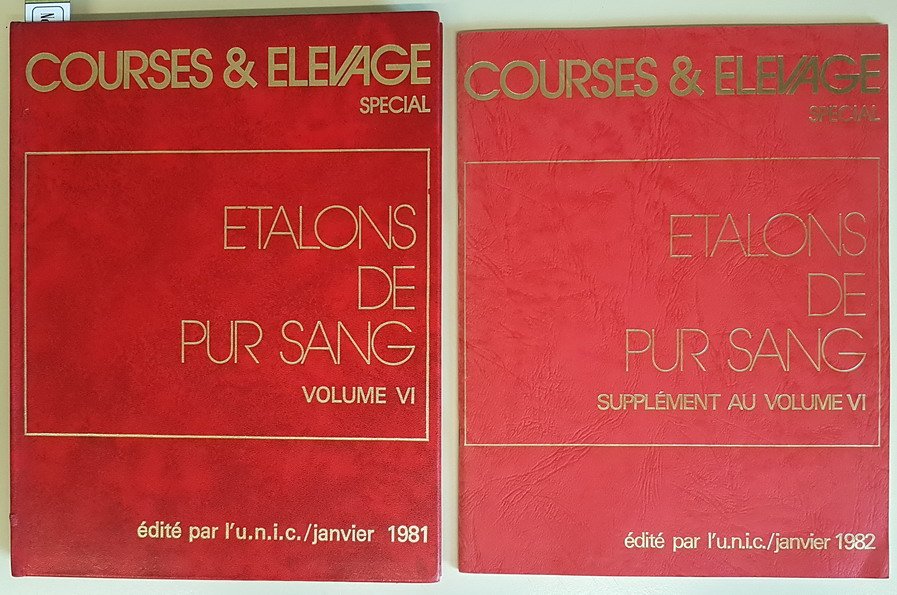 COURSES & ELEVAGE
SPECIAL
ETALONS
DE
PUR SANG
VOLUME VI
édité par l'u.n.i.c./janvier 1981
COURSES & ELEVAGE
SPECIAL
ETALONS
DE
PUR SANG
SUPPLÉMENT AU VOLUME VI
édité par l'u.n.i.c./janvier 1982